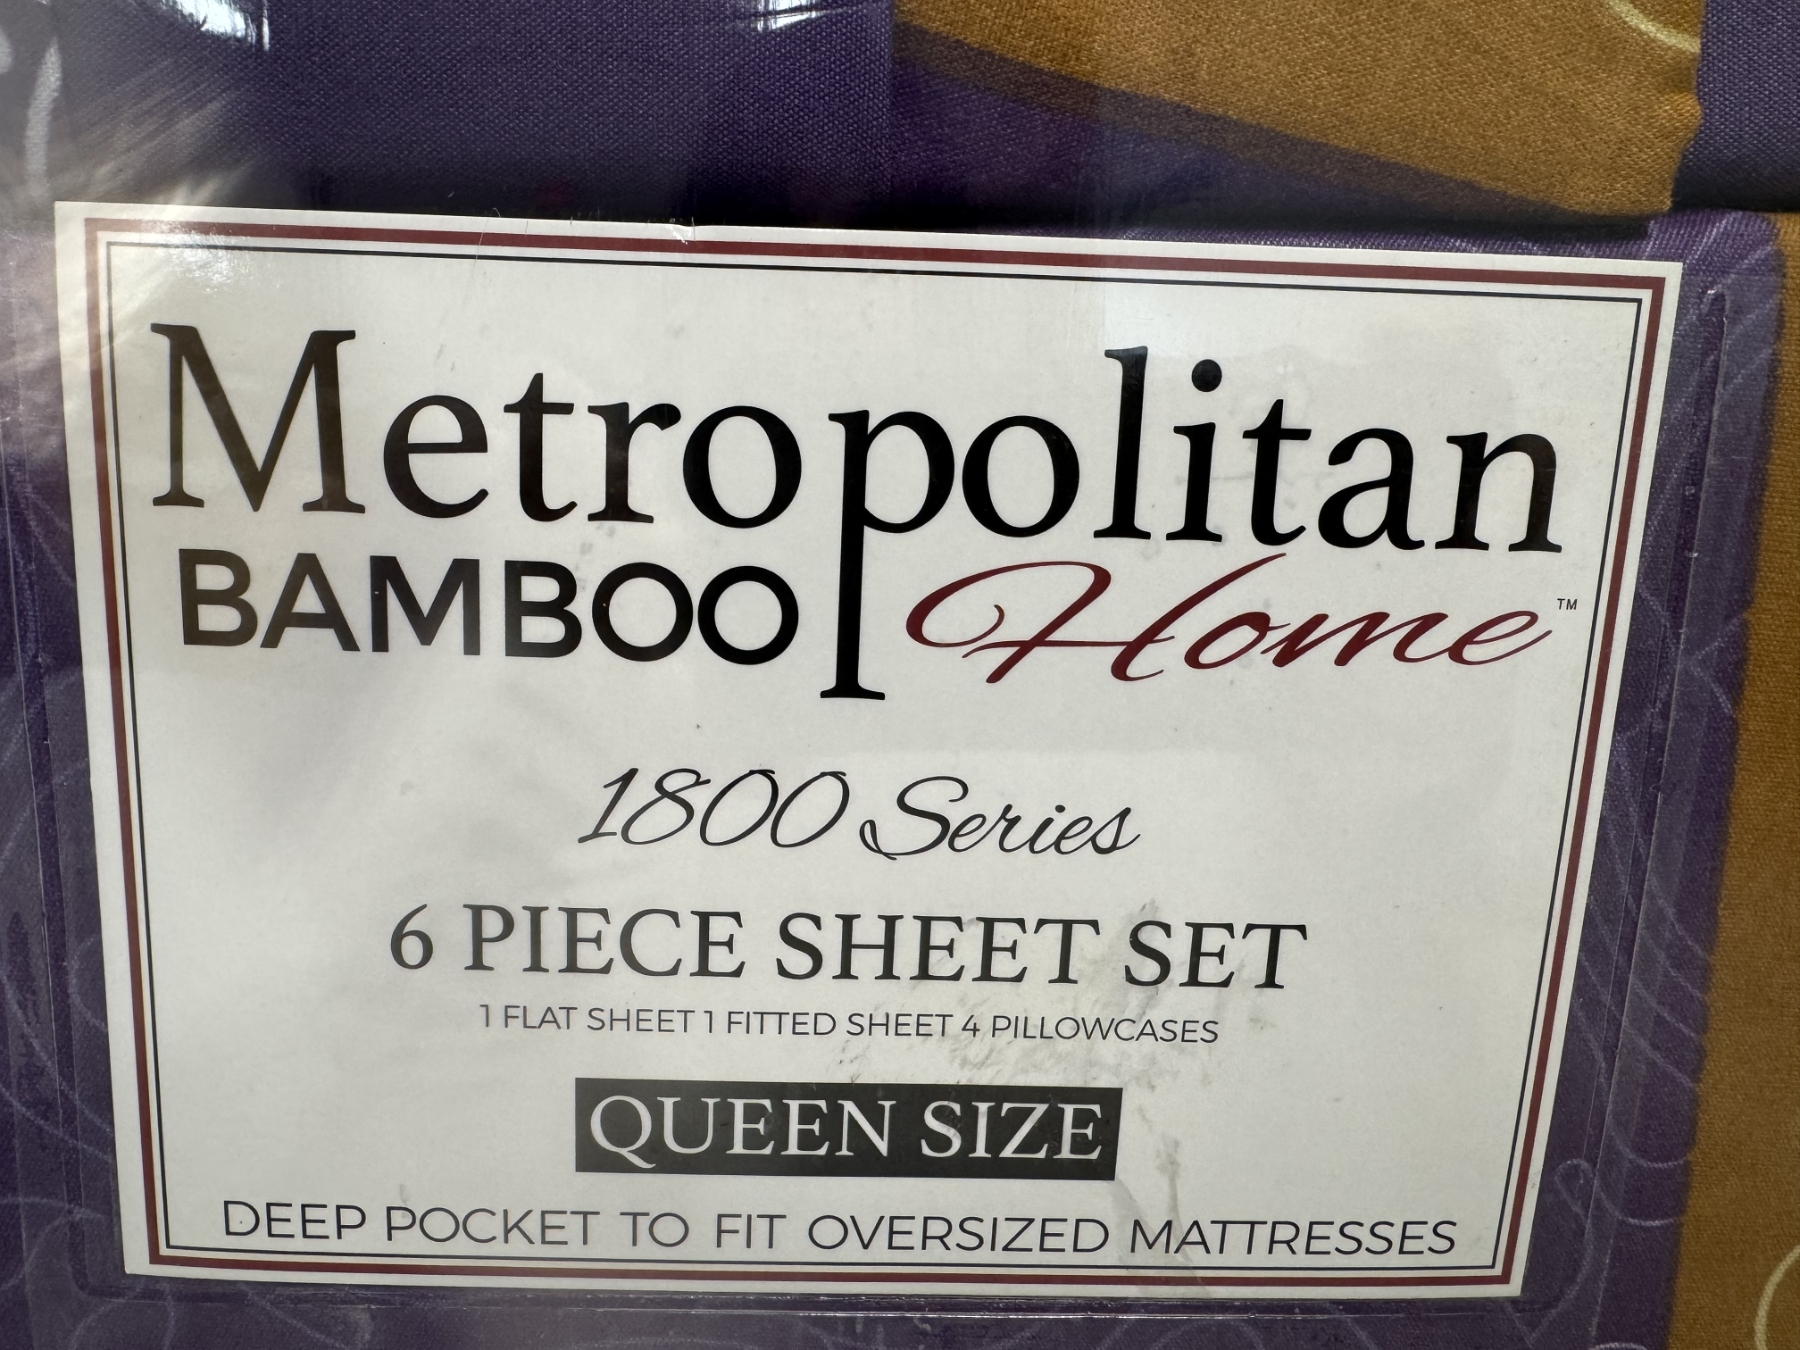 Metropolitan
BAMBOO Home™
1800 Series
6 PIECE SHEET SET
1 FLAT SHEET 1 FITTED SHEET 4 PILLOWCASES
QUEEN SIZE
DEEP POCKET TO FIT OVERSIZED MATTRESSES